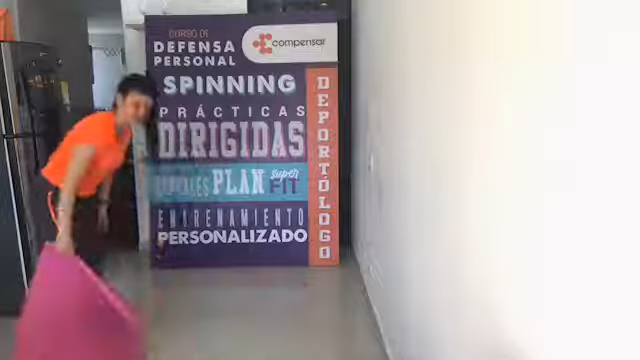 CURSO DE
DEFENSA
PERSONAL
compensar
SPINNING
PRÁCTICAS
DIRIGIDAS
PLAN super FIT
ENTRENAMIENTO
PERSONALIZADO
DEPORTÓLOGO